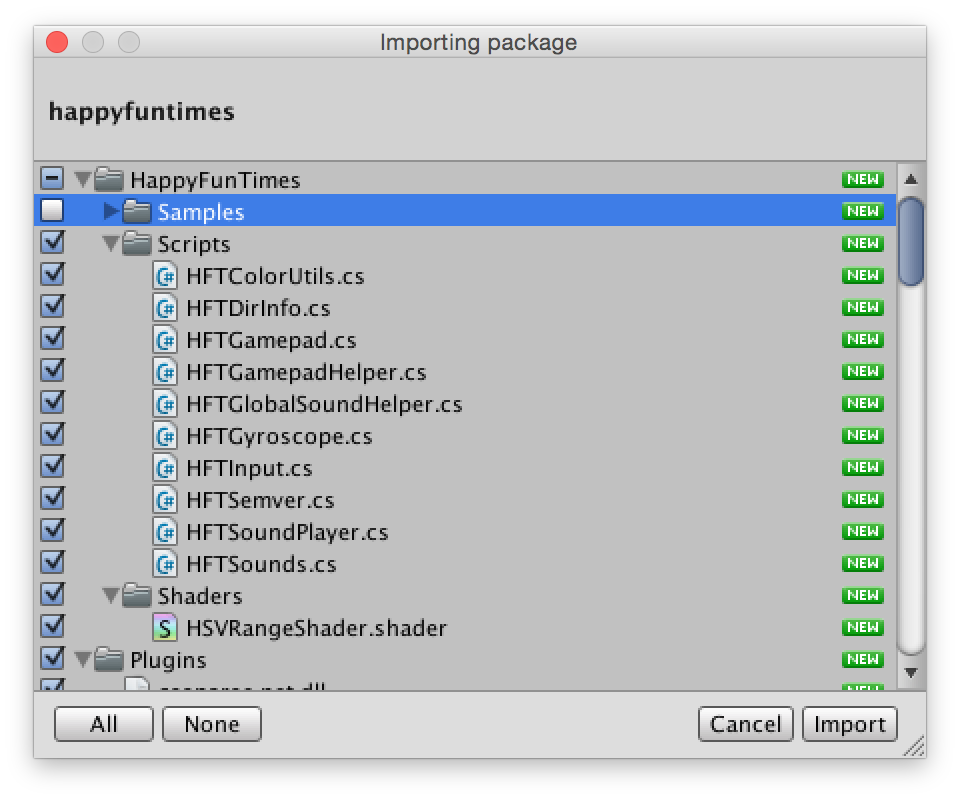 Importing package
happyfuntimes
HappyFunTimes NEW
Samples NEW
Scripts NEW
C# HFTColorUtils.cs NEW
C# HFTDirInfo.cs NEW
C# HFTGamepad.cs NEW
C# HFTGamepadHelper.cs NEW
C# HFTGlobalSoundHelper.cs NEW
C# HFTGyroscope.cs NEW
C# HFTInput.cs NEW
C# HFTSemver.cs NEW
C# HFTSoundPlayer.cs NEW
C# HFTSounds.cs NEW
Shaders NEW
S HSVRangeShader.shader NEW
Plugins NEW
All None Cancel Import